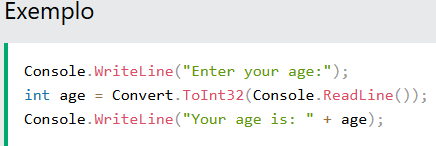 Exemplo
Console.WriteLine("Enter your age:");
int age = Convert.ToInt32(Console.ReadLine());
Console.WriteLine("Your age is: " + age);